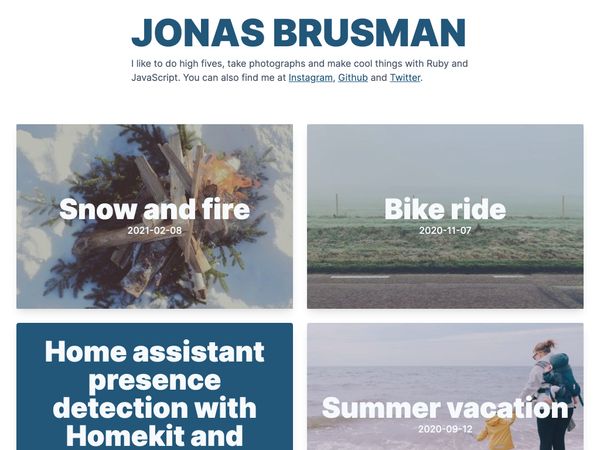 JONAS BRUSMAN
I like to do high fives, take photographs and make cool things with Ruby and
JavaScript. You can also find me at Instagram, Github and Twitter.
Snow and fire
2021-02-08
Bike ride
2020-11-07
Home assistant
presence
detection with
Homekit and
Summer vacation
2020-09-12